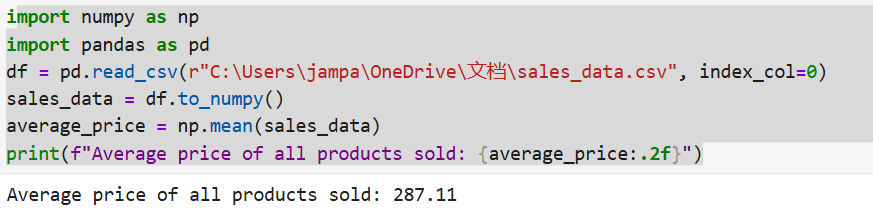 import numpy as np
import pandas as pd
df = pd.read_csv(r"C:\Users\jampa\OneDrive\文档\sales_data.csv", index_col=0)
sales_data = df.to_numpy()
average_price = np.mean(sales_data)
print(f"Average price of all products sold: {average_price:.2f}")
Average price of all products sold: 287.11